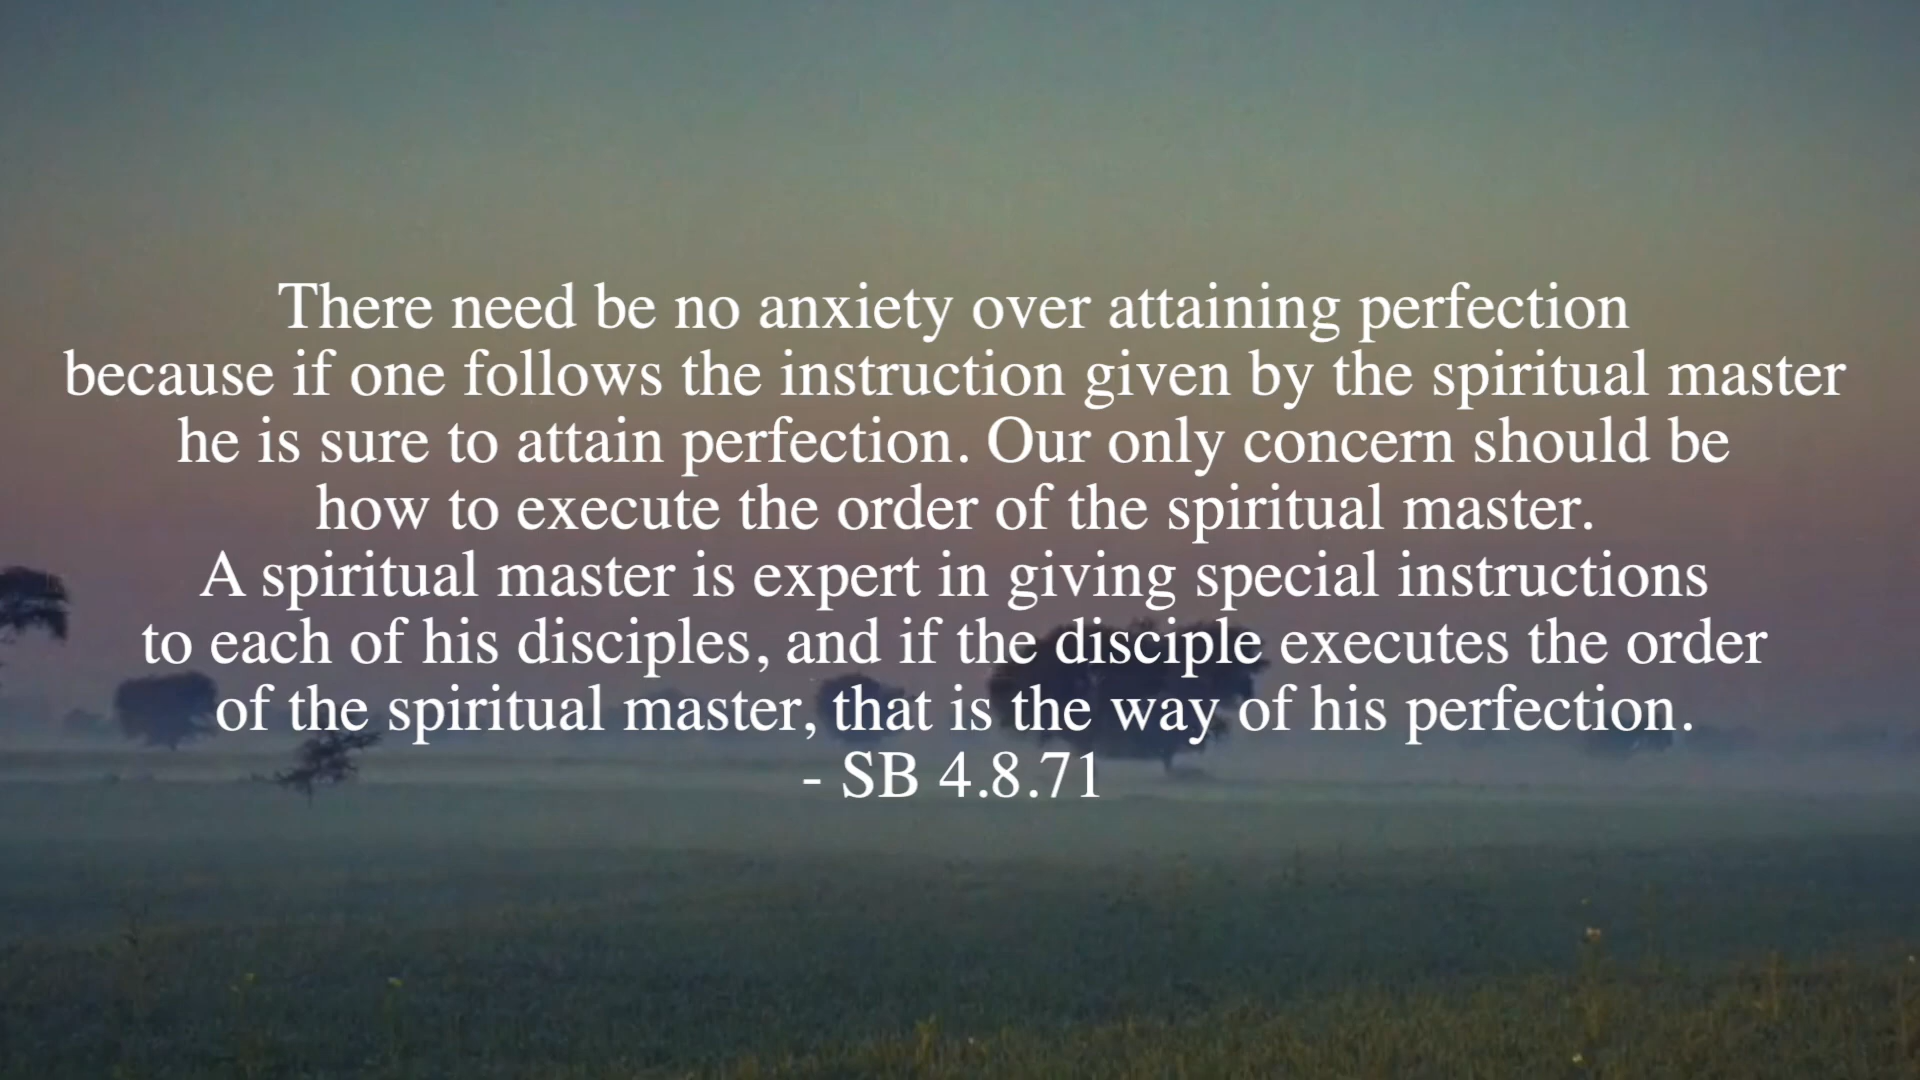 There need be no anxiety over attaining perfection
because if one follows the instruction given by the spiritual master
he is sure to attain perfection. Our only concern should be
how to execute the order of the spiritual master.
A spiritual master is expert in giving special instructions
to each of his disciples, and if the disciple executes the order
of the spiritual master, that is the way of his perfection.
- SB 4.8.71